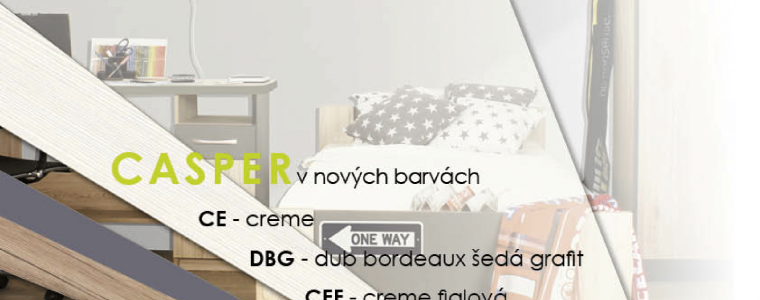 CASPER v nových barvách
CE - creme
ONE WAY
DBG - dub bordeaux šedá grafit
CFF - creme fialová